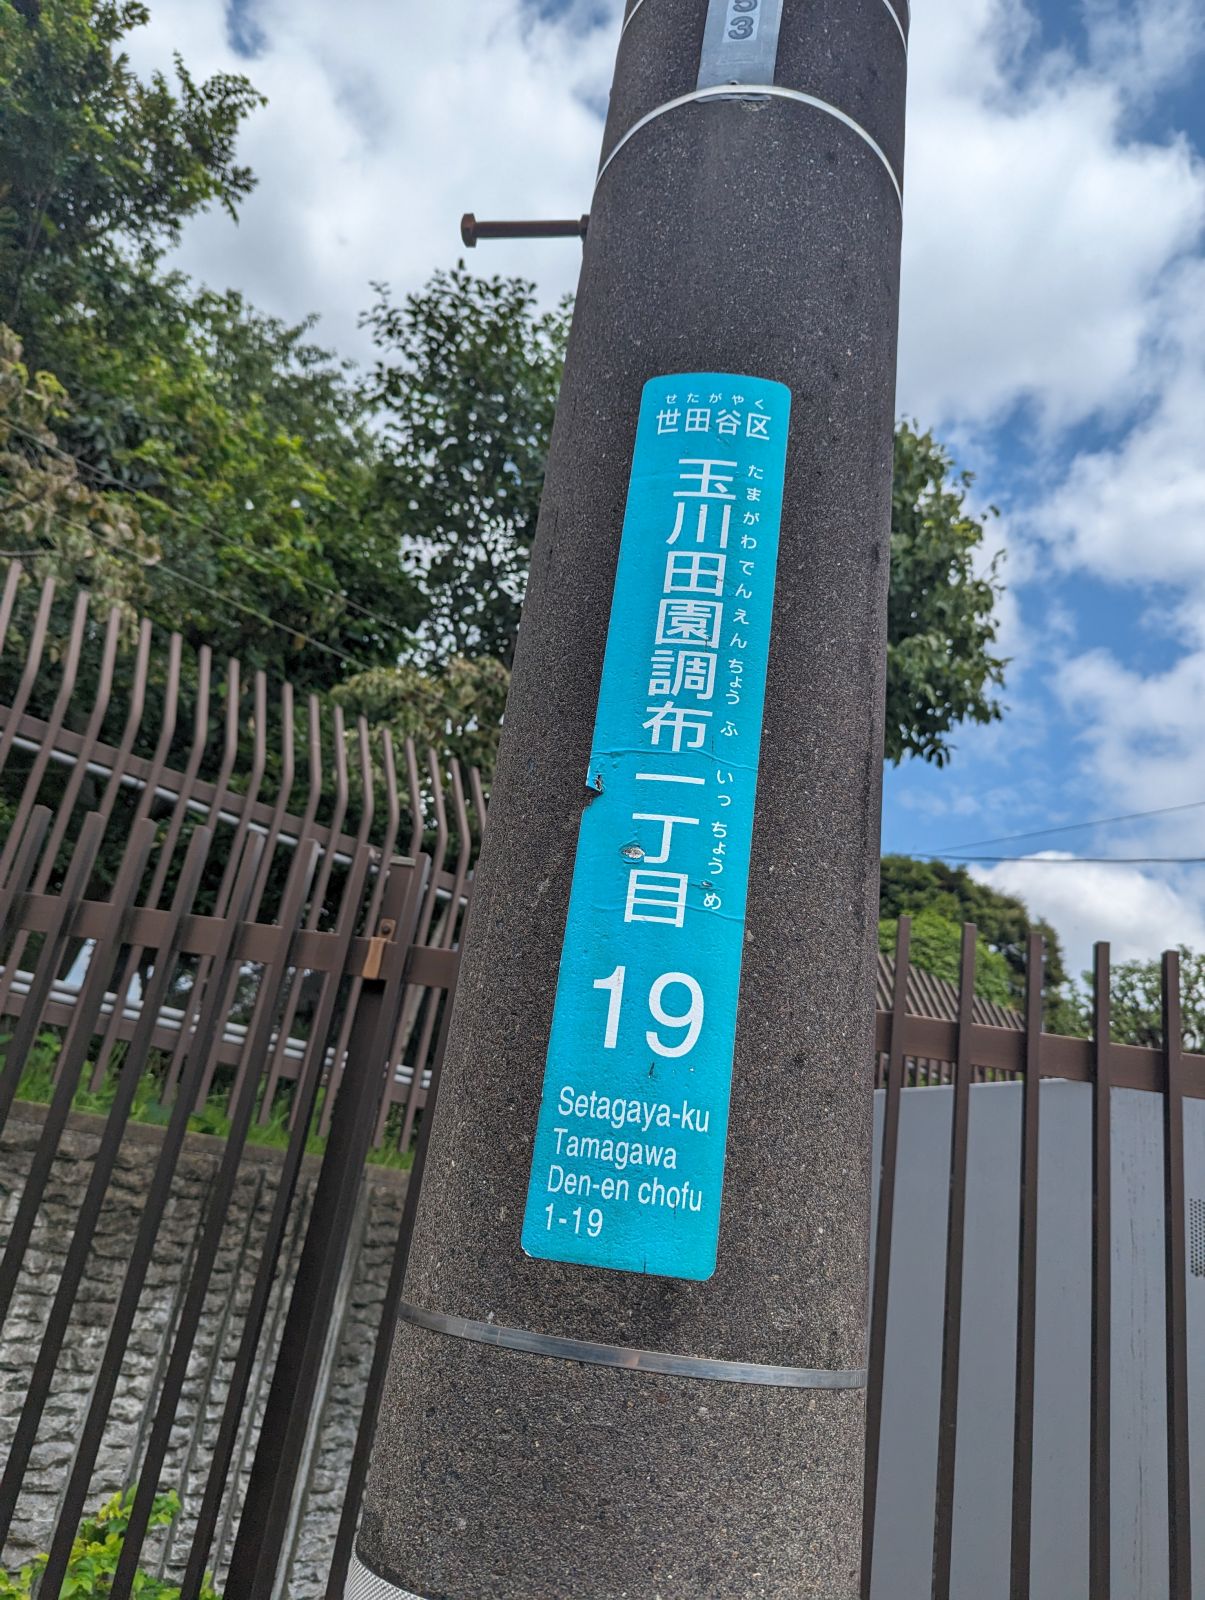 53
せたがやく
世田谷区
玉川田園調布一丁目
たまがわでんえんちょうふ いっちょうめ
19
Setagaya-ku
Tamagawa
Den-en chofu
1-19